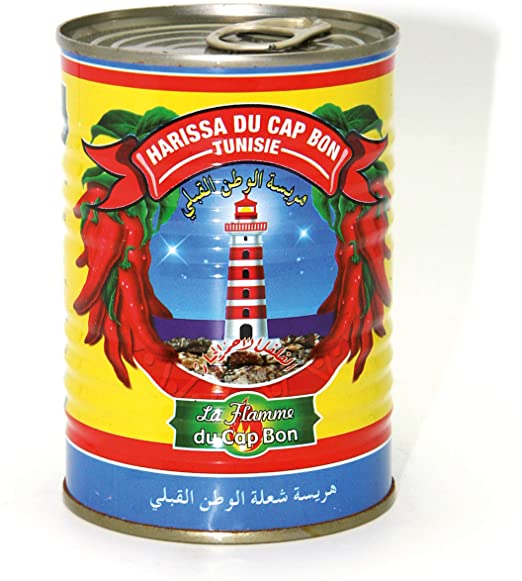 HARISSA DU CAP BON
TUNISIE
هريسة الوطن القبلي
La Flamme
du Cap Bon
هريسة شعلة الوطن القبلي